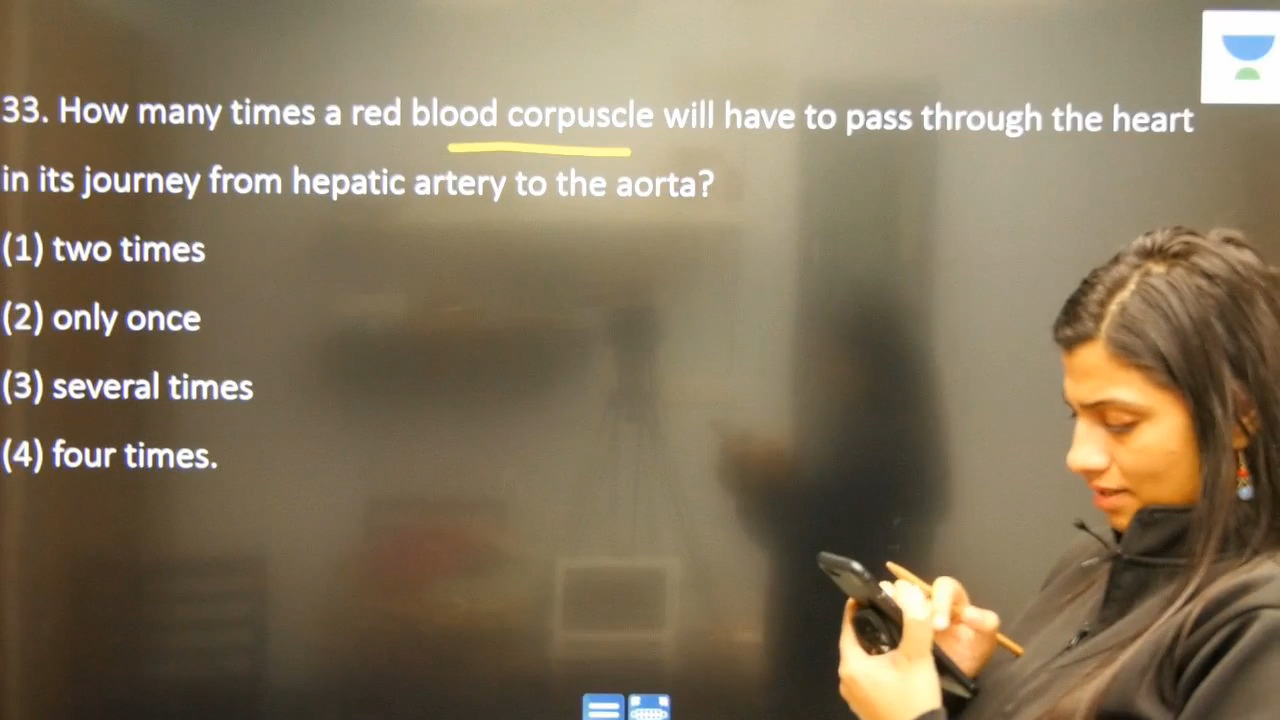 33. How many times a red blood corpuscle will have to pass through the heart
in its journey from hepatic artery to the aorta?
(1) two times
(2) only once
(3) several times
(4) four times.